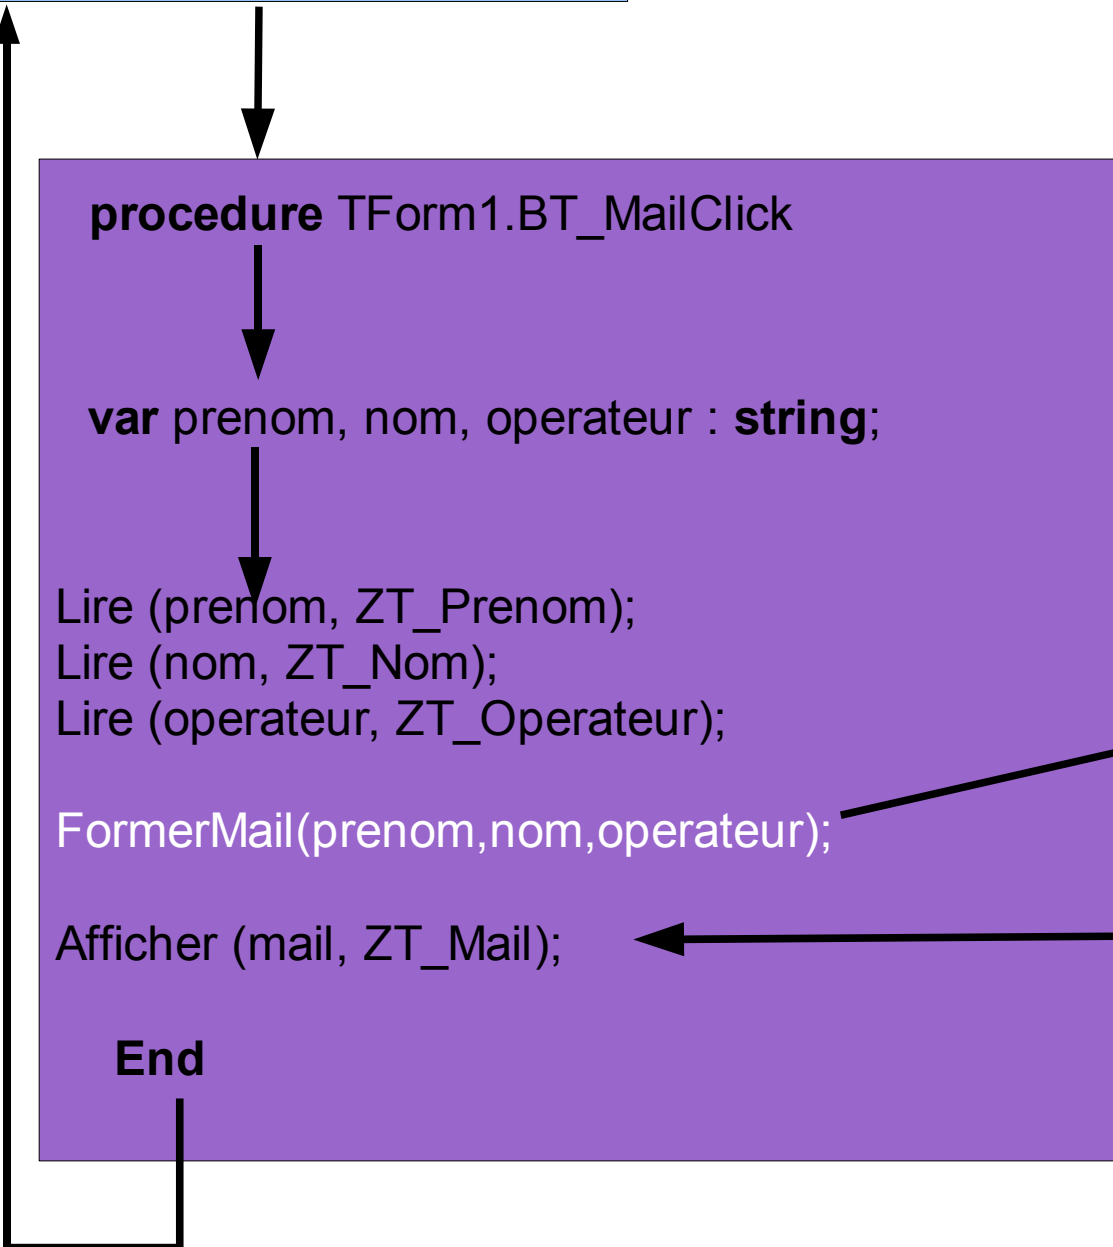 procedure TForm1.BT_MailClick
var prenom, nom, operateur : string;
Lire (prenom, ZT_Prenom);
Lire (nom, ZT_Nom);
Lire (operateur, ZT_Operateur);
FormerMail(prenom,nom,operateur);
Afficher (mail, ZT_Mail);
End